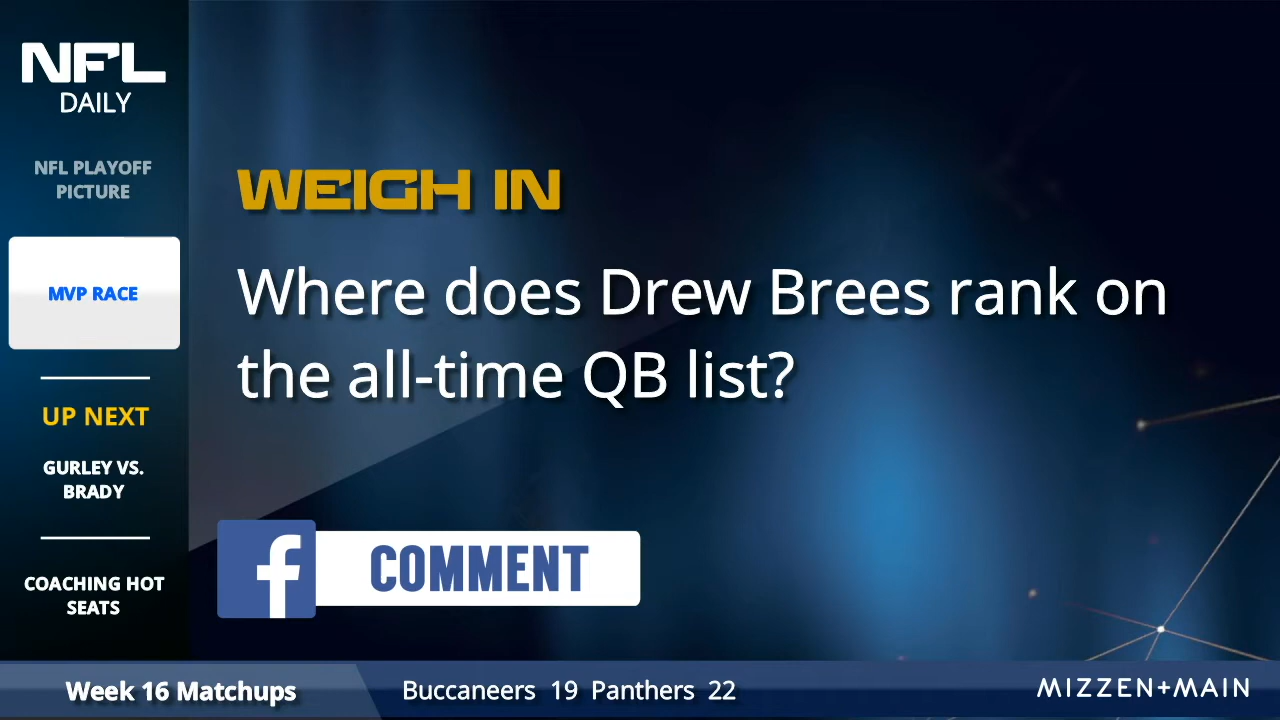 NFL
DAILY
NFL PLAYOFF
PICTURE
MVP RACE
UP NEXT
GURLEY VS.
BRADY
COACHING HOT
SEATS
WEIGH IN
Where does Drew Brees rank on
the all-time QB list?
f COMMENT
Week 16 Matchups Buccaneers 19 Panthers 22 MIZZEN+MAIN